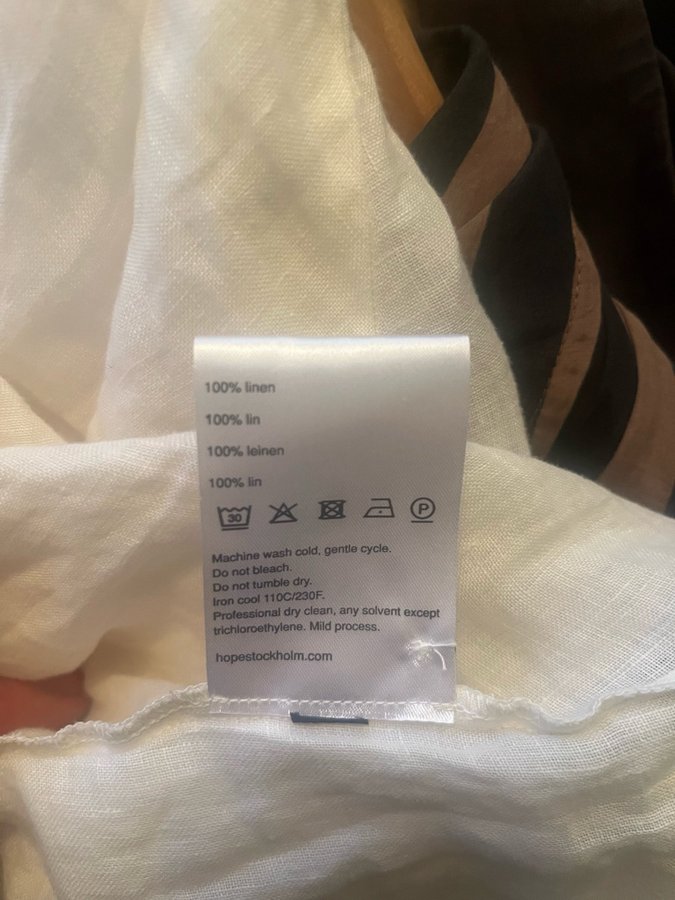 100% linen
100% lin
100% leinen
100% lin
30 P
Machine wash cold, gentle cycle.
Do not bleach.
Do not tumble dry.
Iron cool 110C/230F.
Professional dry clean, any solvent except
trichloroethylene. Mild process.
hopestockholm.com